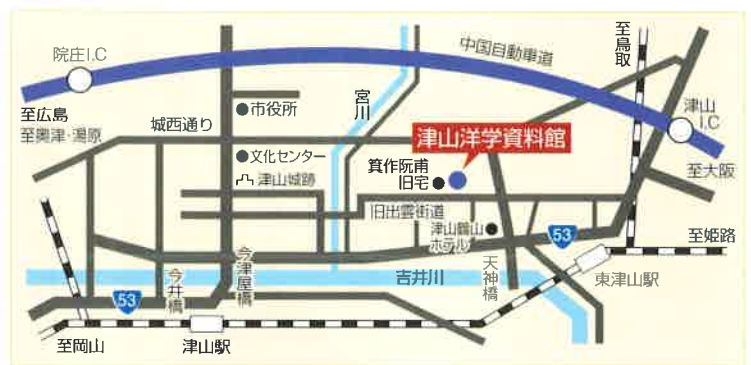 院庄I.C
中国自動車道
至鳥取
至広島
至奥津・湯原
城西通り
市役所
宮川
津山
I.C
津山洋学資料館
文化センター
津山城跡
箕作阮甫
旧宅
至大阪
旧出雲街道
津山鶴山
ホテル
53
至姫路
今津屋橋
吉井川
天神橋
東津山駅
53
今井橋
至岡山
津山駅